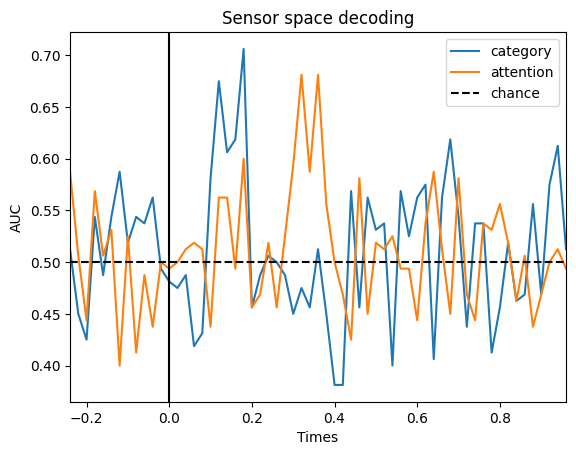 Sensor space decoding
category
attention
chance
AUC
0.70
0.65
0.60
0.55
0.50
0.45
0.40
−0.2
0.0
0.2
0.4
0.6
0.8
Times